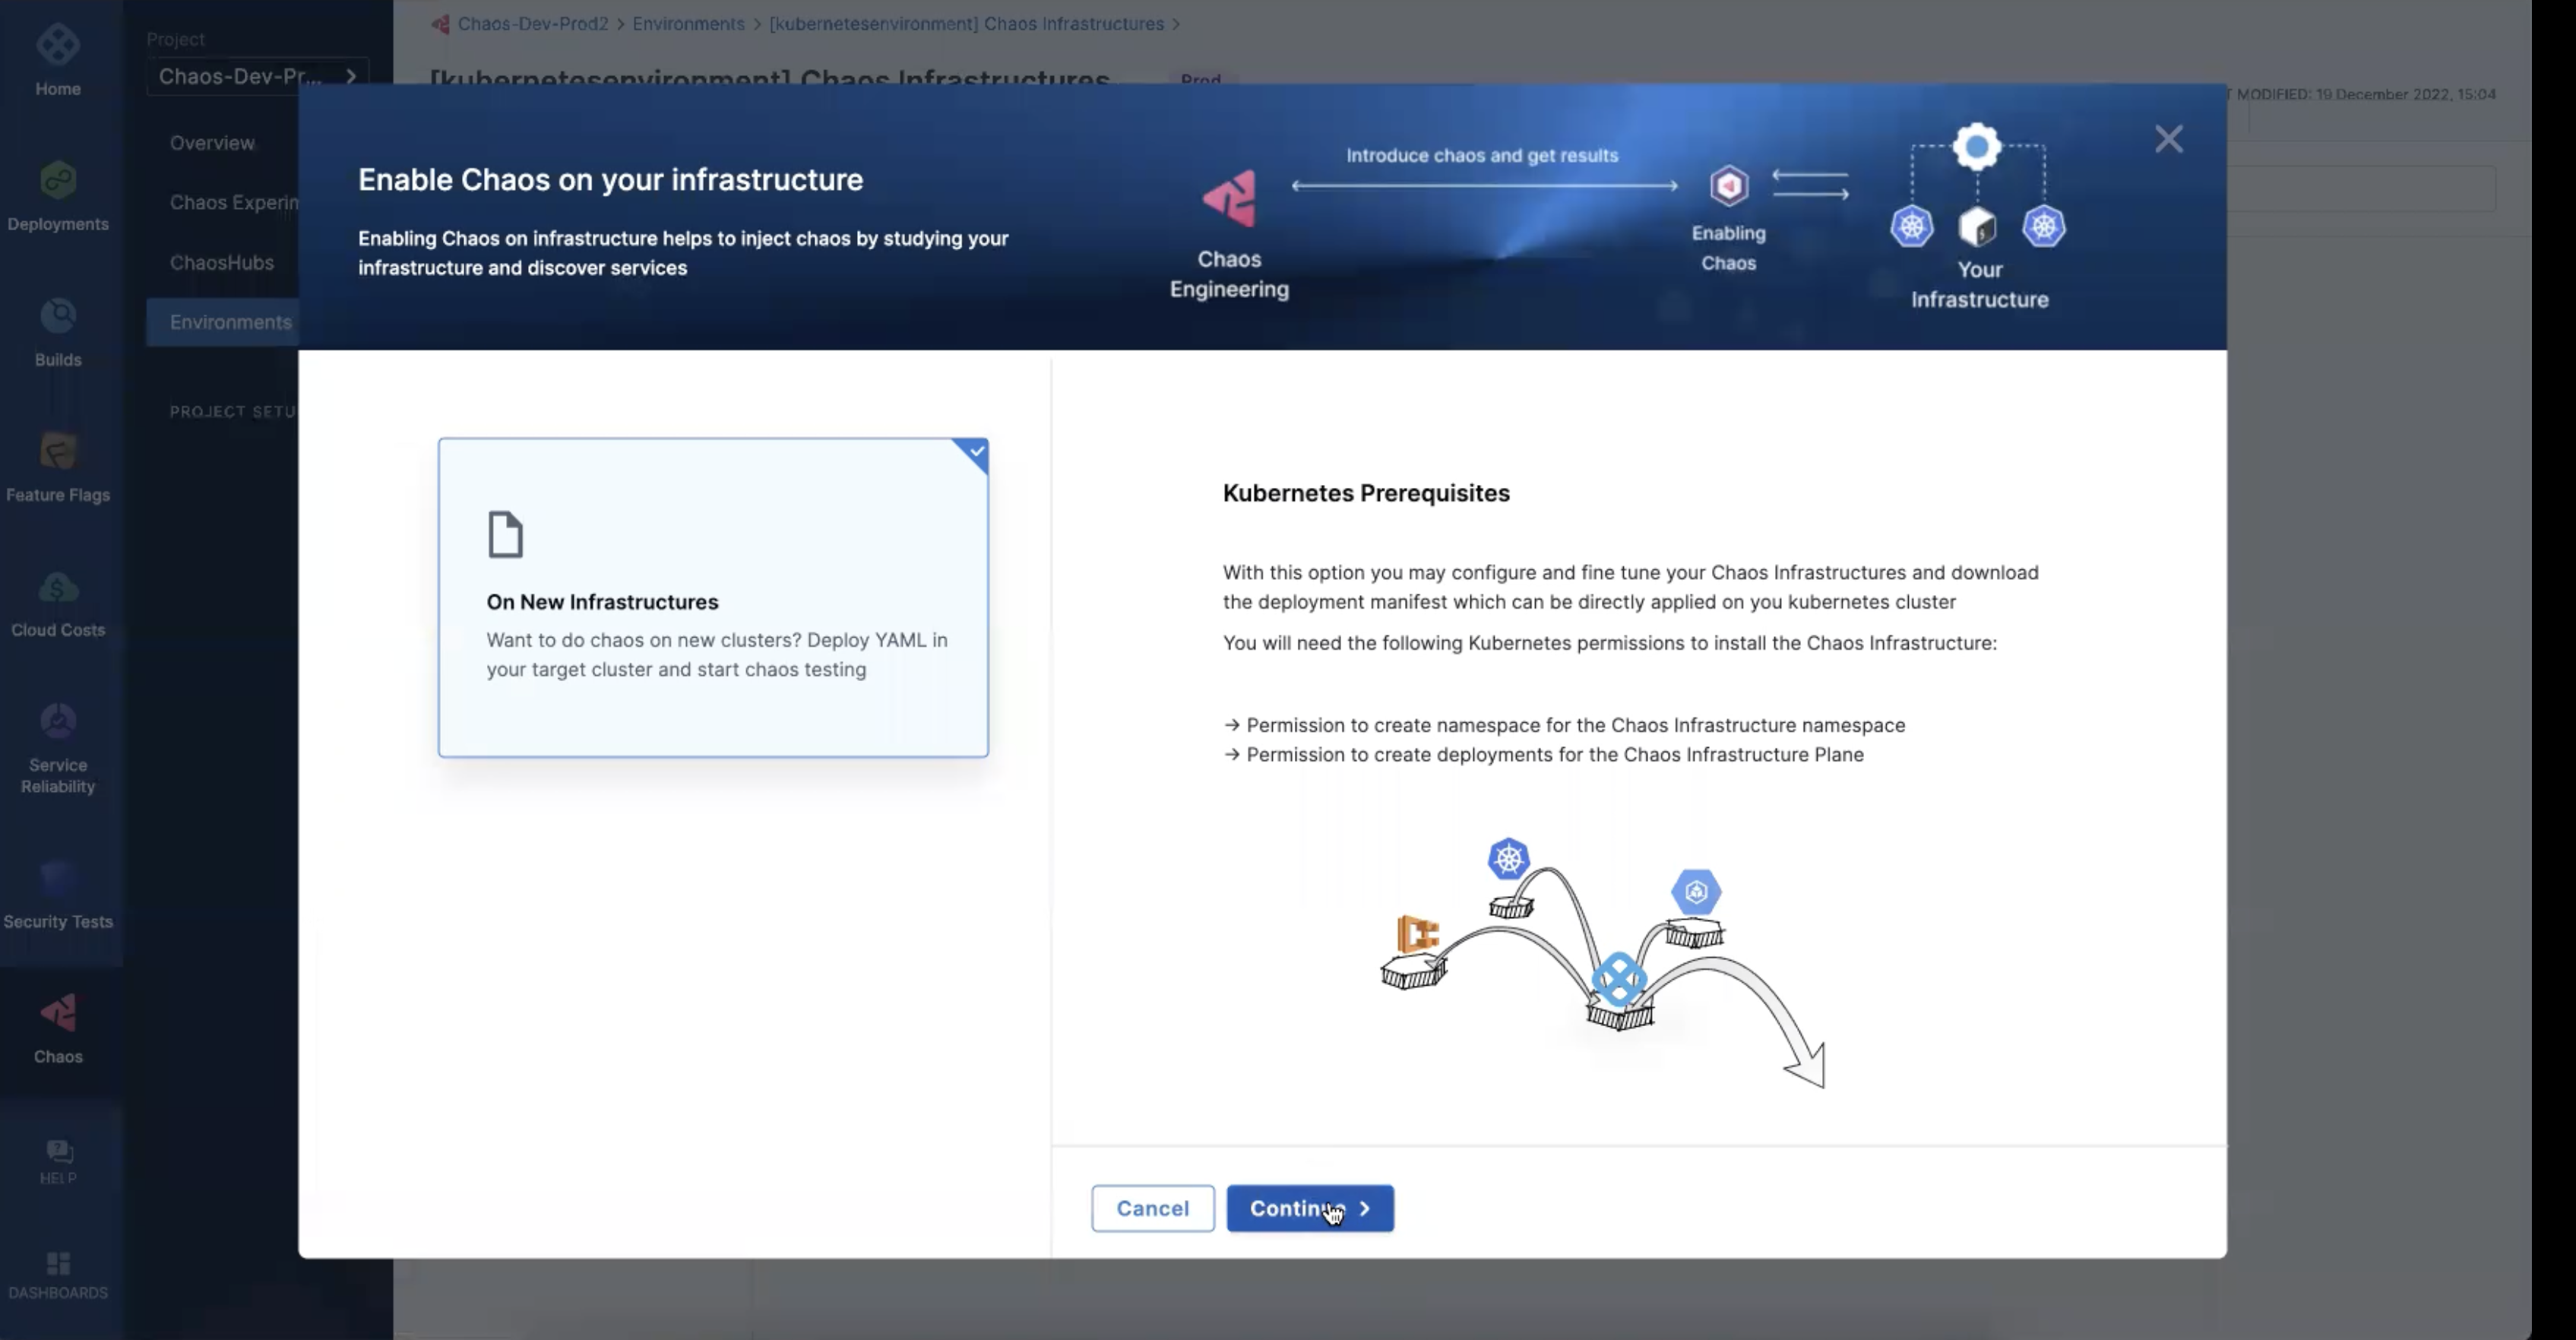 Home
Deployments
Builds
Feature Flags
Cloud Costs
Service
Reliability
Security Tests
Chaos
HELP
DASHBOARDS
Project
Chaos-Dev-Pr...
Overview
Chaos Experim
ChaosHubs
Environments
PROJECT SETU
Chaos-Dev-Prod2 > Environments > [kubernetesenvironment] Chaos Infrastructures >
[kubernetesenvironment] Chaos Infrastructures Prod
MODIFIED: 19 December 2022, 15:04
Enable Chaos on your infrastructure
Enabling Chaos on infrastructure helps to inject chaos by studying your
infrastructure and discover services
Introduce chaos and get results
Chaos
Engineering
Enabling
Chaos
Your
Infrastructure
On New Infrastructures
Want to do chaos on new clusters? Deploy YAML in
your target cluster and start chaos testing
Kubernetes Prerequisites
With this option you may configure and fine tune your Chaos Infrastructures and download
the deployment manifest which can be directly applied on you kubernetes cluster
You will need the following Kubernetes permissions to install the Chaos Infrastructure:
→ Permission to create namespace for the Chaos Infrastructure namespace
→ Permission to create deployments for the Chaos Infrastructure Plane
Cancel
Continue >